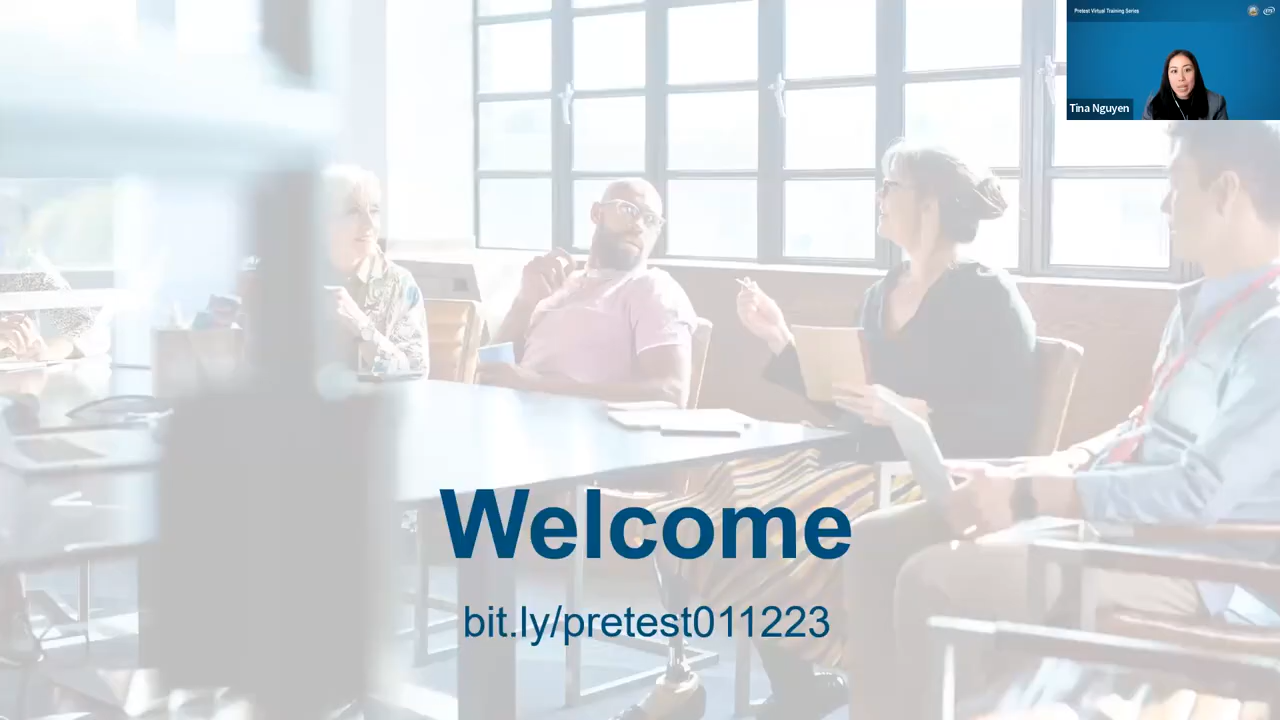 Pretest Virtual Training Series
Tina Nguyen
Welcome
bit.ly/pretest011223